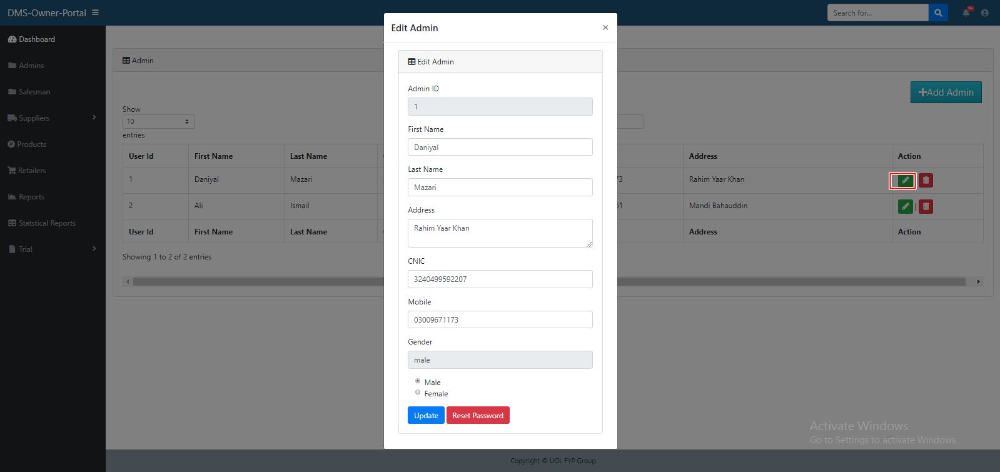 DMS-Owner-Portal
Search for...
9+
Dashboard
Admins
Salesman
Suppliers
Products
Retailers
Reports
Statstical Reports
Trial
Admin
Add Admin
Show
10
entries
User Id First Name Last Name Address Action
1 Daniyal Mazari 73 Rahim Yaar Khan
2 Ali Ismail 51 Mandi Bahauddin |
User Id First Name Last Name Address Action
Showing 1 to 2 of 2 entries
Edit Admin ×
Edit Admin
Admin ID
1
First Name
Daniyal
Last Name
Mazari
Address
Rahim Yaar Khan
CNIC
3240499592207
Mobile
03009671173
Gender
male
Male
Female
Update Reset Password
Activate Windows
Go to Settings to activate Windows.
Copyright © UOL FYP Group